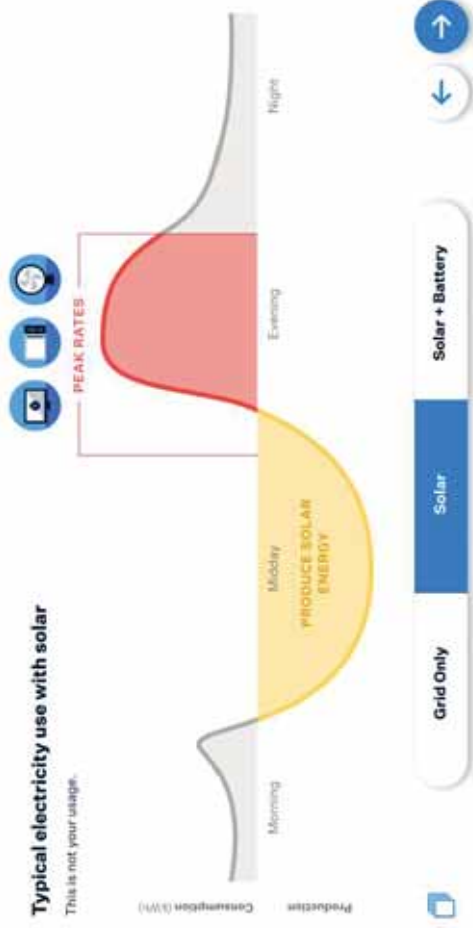 Typical electricity use with solar
This is not your usage.
PEAK RATES
Consumption (kWh)
Production
PRODUCE SOLAR
ENERGY
Morning
Midday
Evening
Night
Grid Only
Solar
Solar + Battery